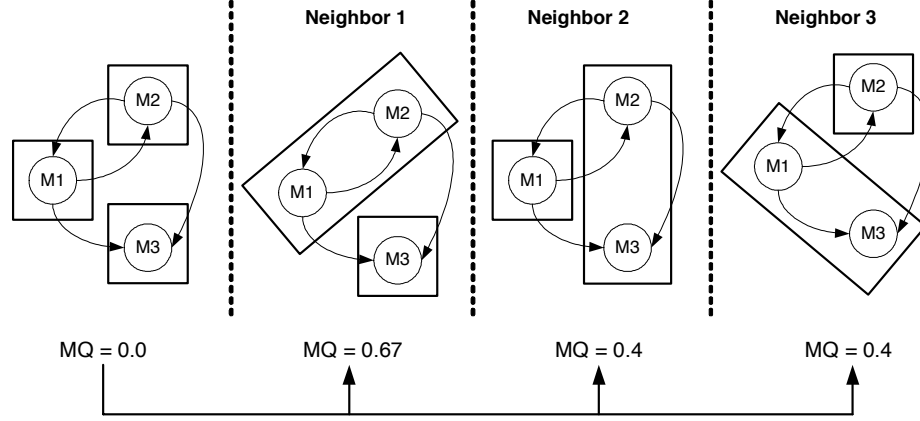 Neighbor 1
Neighbor 2
Neighbor 3
M2
M1
M3
M2
M1
M3
M2
M1
M3
M2
M1
M3
MQ = 0.0
MQ = 0.67
MQ = 0.4
MQ = 0.4